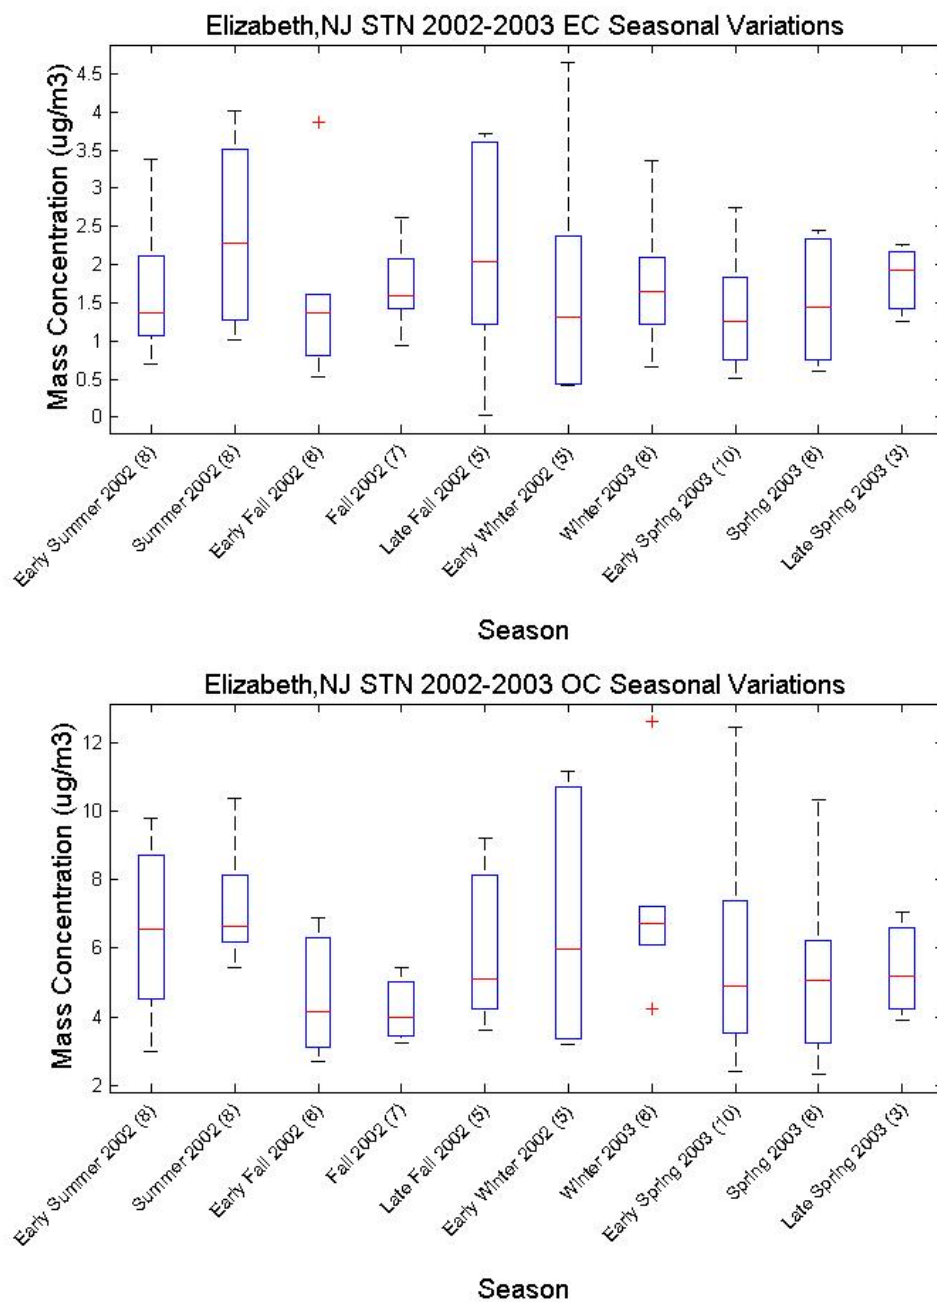 Elizabeth,NJ STN 2002-2003 EC Seasonal Variations
Mass Concentration (ug/m3)
4.5
4
3.5
3
2.5
2
1.5
1
0.5
0
Early Summer 2002 (8)
Summer 2002 (8)
Early Fall 2002 (6)
Fall 2002 (7)
Late Fall 2002 (5)
Early Winter 2002 (5)
Winter 2003 (6)
Early Spring 2003 (10)
Spring 2003 (6)
Late Spring 2003 (3)
Season
Elizabeth,NJ STN 2002-2003 OC Seasonal Variations
Mass Concentration (ug/m3)
12
10
8
6
4
2
Early Summer 2002 (8)
Summer 2002 (8)
Early Fall 2002 (6)
Fall 2002 (7)
Late Fall 2002 (5)
Early Winter 2002 (5)
Winter 2003 (6)
Early Spring 2003 (10)
Spring 2003 (6)
Late Spring 2003 (3)
Season